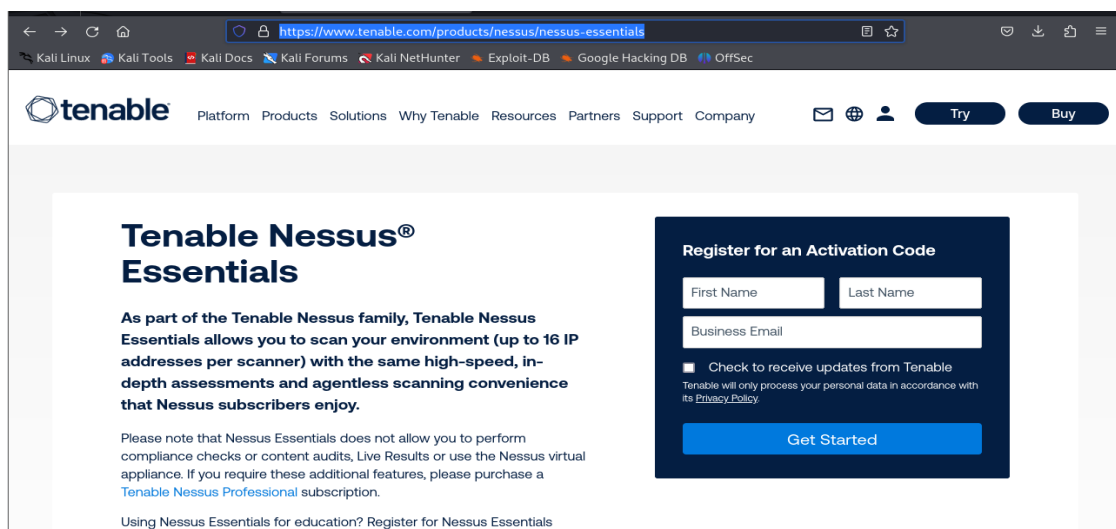 https://www.tenable.com/products/nessus/nessus-essentials
Kali Linux Kali Tools Kali Docs Kali Forums Kali NetHunter Exploit-DB Google Hacking DB OffSec
tenable Platform Products Solutions Why Tenable Resources Partners Support Company Try Buy
Tenable Nessus®
Essentials
As part of the Tenable Nessus family, Tenable Nessus
Essentials allows you to scan your environment (up to 16 IP
addresses per scanner) with the same high-speed, in-
depth assessments and agentless scanning convenience
that Nessus subscribers enjoy.
Please note that Nessus Essentials does not allow you to perform
compliance checks or content audits, Live Results or use the Nessus virtual
appliance. If you require these additional features, please purchase a
Tenable Nessus Professional subscription.
Using Nessus Essentials for education? Register for Nessus Essentials
Register for an Activation Code
First Name Last Name
Business Email
Check to receive updates from Tenable
Tenable will only process your personal data in accordance with
its Privacy Policy.
Get Started